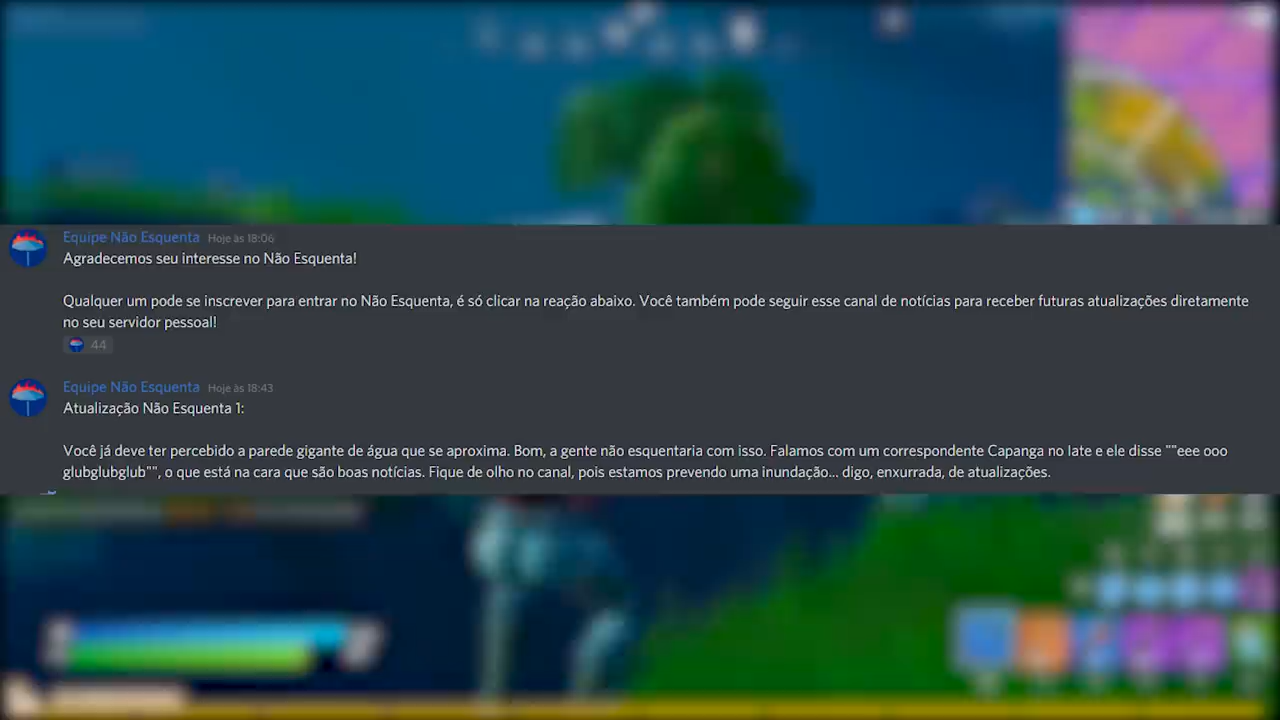 Equipe Não Esquenta Hoje às 18:06
Agradecemos seu interesse no Não Esquenta!
Qualquer um pode se inscrever para entrar no Não Esquenta, é só clicar na reação abaixo. Você também pode seguir esse canal de notícias para receber futuras atualizações diretamente
no seu servidor pessoal!
44
Equipe Não Esquenta Hoje às 18:43
Atualização Não Esquenta 1:
Você já deve ter percebido a parede gigante de água que se aproxima. Bom, a gente não esquentaria com isso. Falamos com um correspondente Capanga no Iate e ele disse ""eee ooo
glubglubglub"", o que está na cara que são boas notícias. Fique de olho no canal, pois estamos prevendo uma inundação... digo, enxurrada, de atualizações.